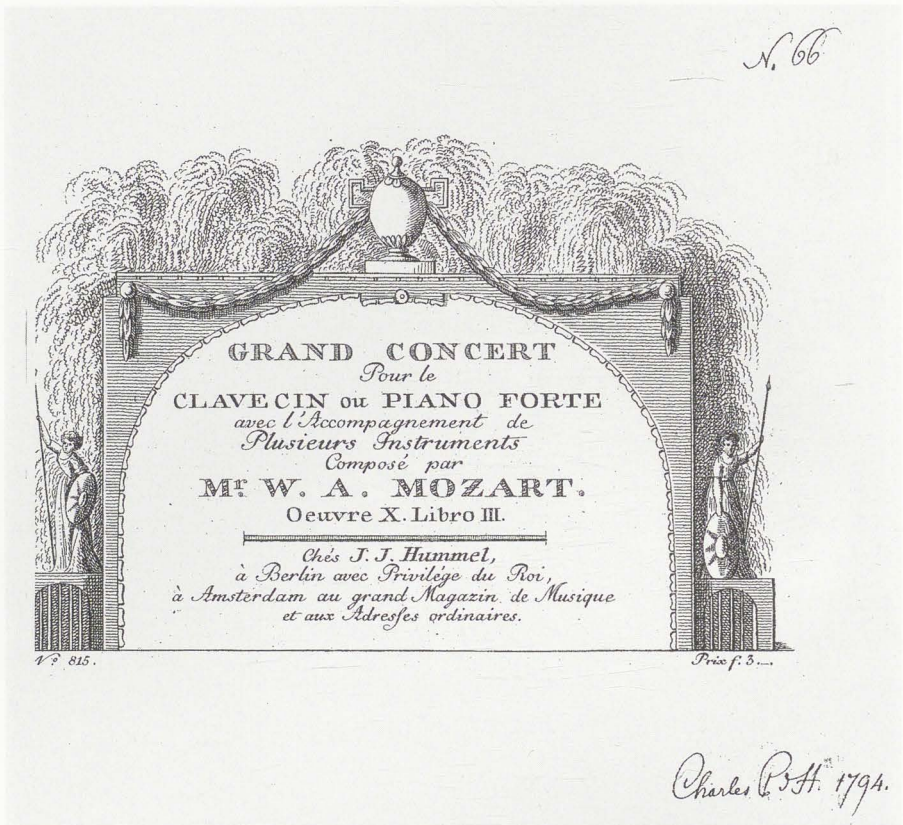 N. 66
GRAND CONCERT
Pour le
CLAVECIN ou PIANO FORTE
avec l'Accompagnement de
Plusieurs Instruments
Composé par
Mr. W. A. MOZART.
Oeuvre X. Libro III.
Chés J. J. Hummel,
à Berlin avec Privilége du Roi,
à Amsterdam au grand Magazin de Musique
et aux Adresses ordinaires.
No. 815.
Prix f. 3._.
Charles 1794.